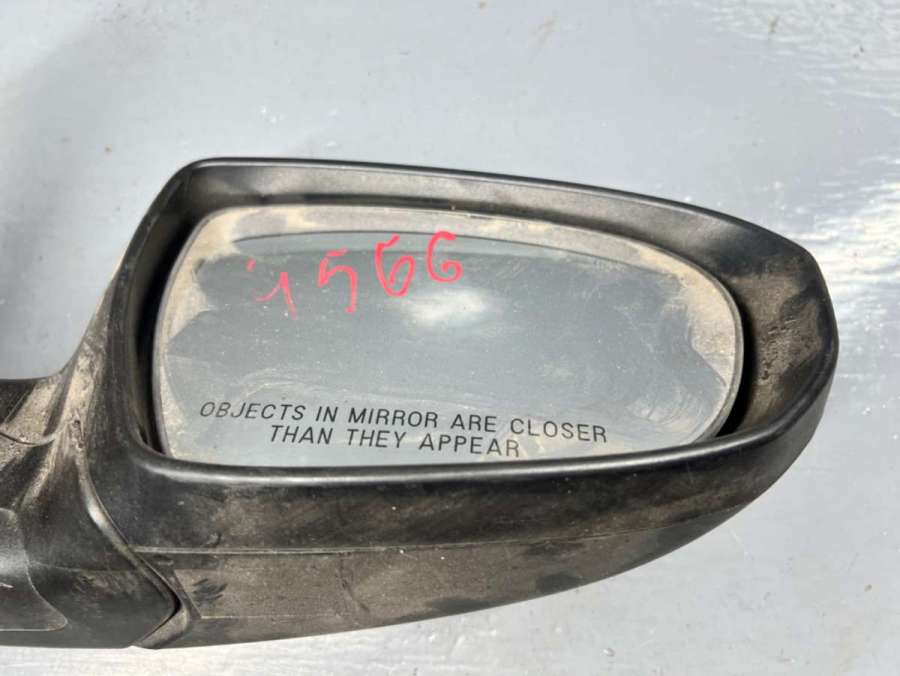 1566
OBJECTS IN MIRROR ARE CLOSER
THAN THEY APPEAR